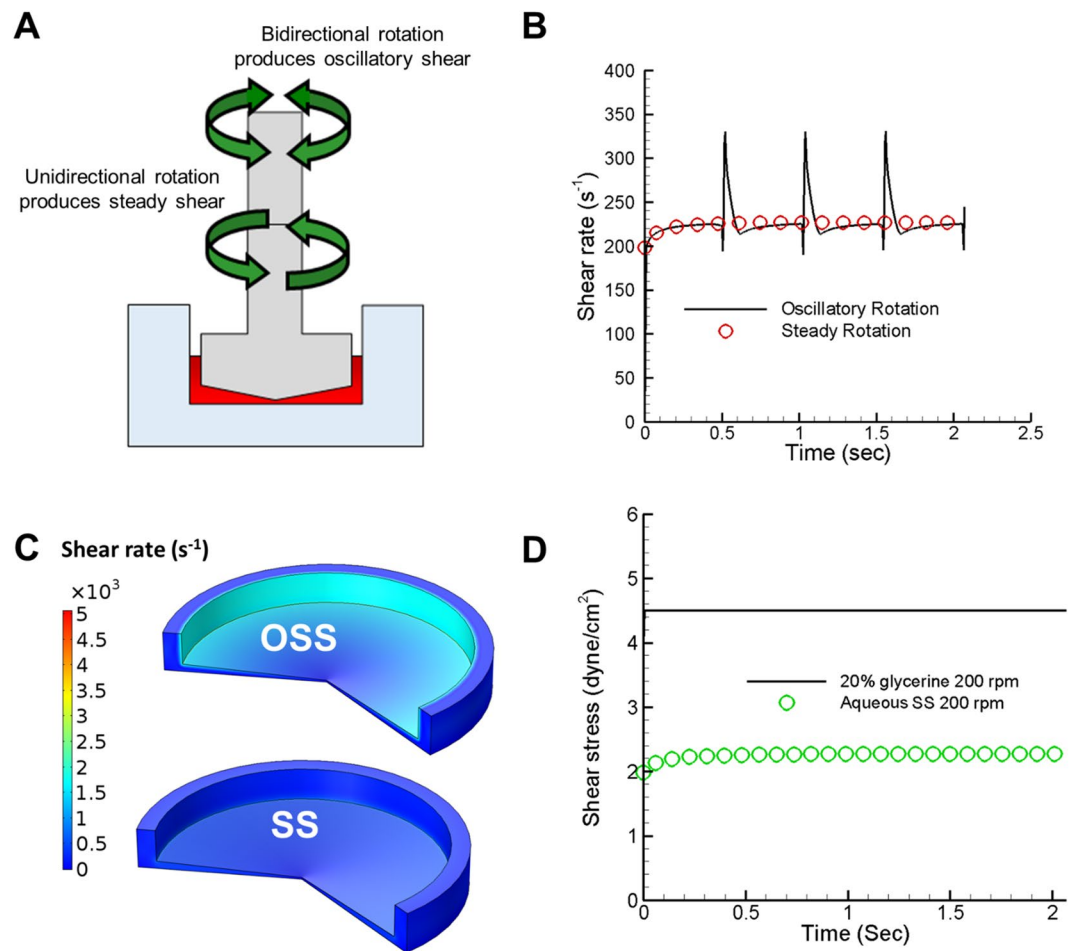 A
Bidirectional rotation
produces oscillatory shear
Unidirectional rotation
produces steady shear
B
400
350
300
250
200
150
100
50
0
Shear rate (s⁻¹)
Oscillatory Rotation
Steady Rotation
0
0.5
1
1.5
2
2.5
Time (sec)
C
Shear rate (s⁻¹)
×10³
5
4.5
4
3.5
3
2.5
2
1.5
1
0.5
0
OSS
SS
D
6
5
4
3
2
1
0
Shear stress (dyne/cm²)
20% glycerine 200 rpm
Aqueous SS 200 rpm
0
0.5
1
1.5
2
Time (Sec)